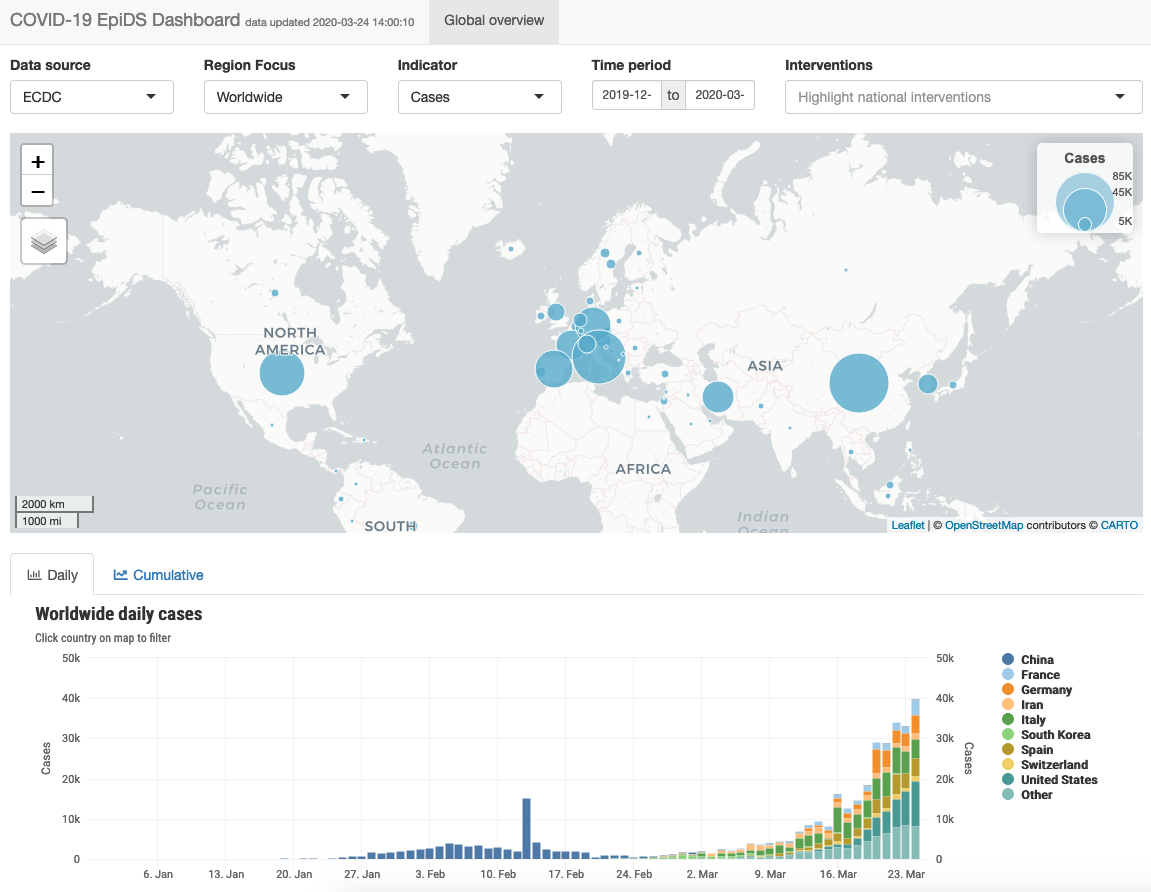 COVID-19 EpiDS Dashboard data updated 2020-03-24 14:00:10 Global overview
Data source Region Focus Indicator Time period Interventions
ECDC Worldwide Cases 2019-12- to 2020-03- Highlight national interventions
+
−
Cases
85K
45K
5K
NORTH
AMERICA
ASIA
Atlantic
Ocean
AFRICA
Pacific
Ocean
SOUTH
Indian
Ocean
2000 km
1000 mi
Leaflet | © OpenStreetMap contributors © CARTO
Daily Cumulative
Worldwide daily cases
Click country on map to filter
50k
40k
30k
20k
10k
0
Cases
50k
40k
30k
20k
10k
0
Cases
6. Jan 13. Jan 20. Jan 27. Jan 3. Feb 10. Feb 17. Feb 24. Feb 2. Mar 9. Mar 16. Mar 23. Mar
China
France
Germany
Iran
Italy
South Korea
Spain
Switzerland
United States
Other